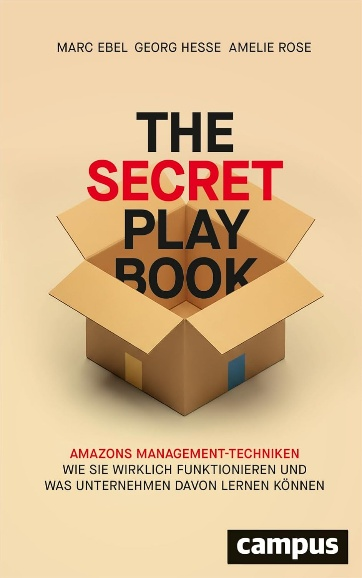 MARC EBEL GEORG HESSE AMELIE ROSE
THE
SECRET
PLAY
BOOK
AMAZONS MANAGEMENT-TECHNIKEN
WIE SIE WIRKLICH FUNKTIONIEREN UND
WAS UNTERNEHMEN DAVON LERNEN KÖNNEN
campus